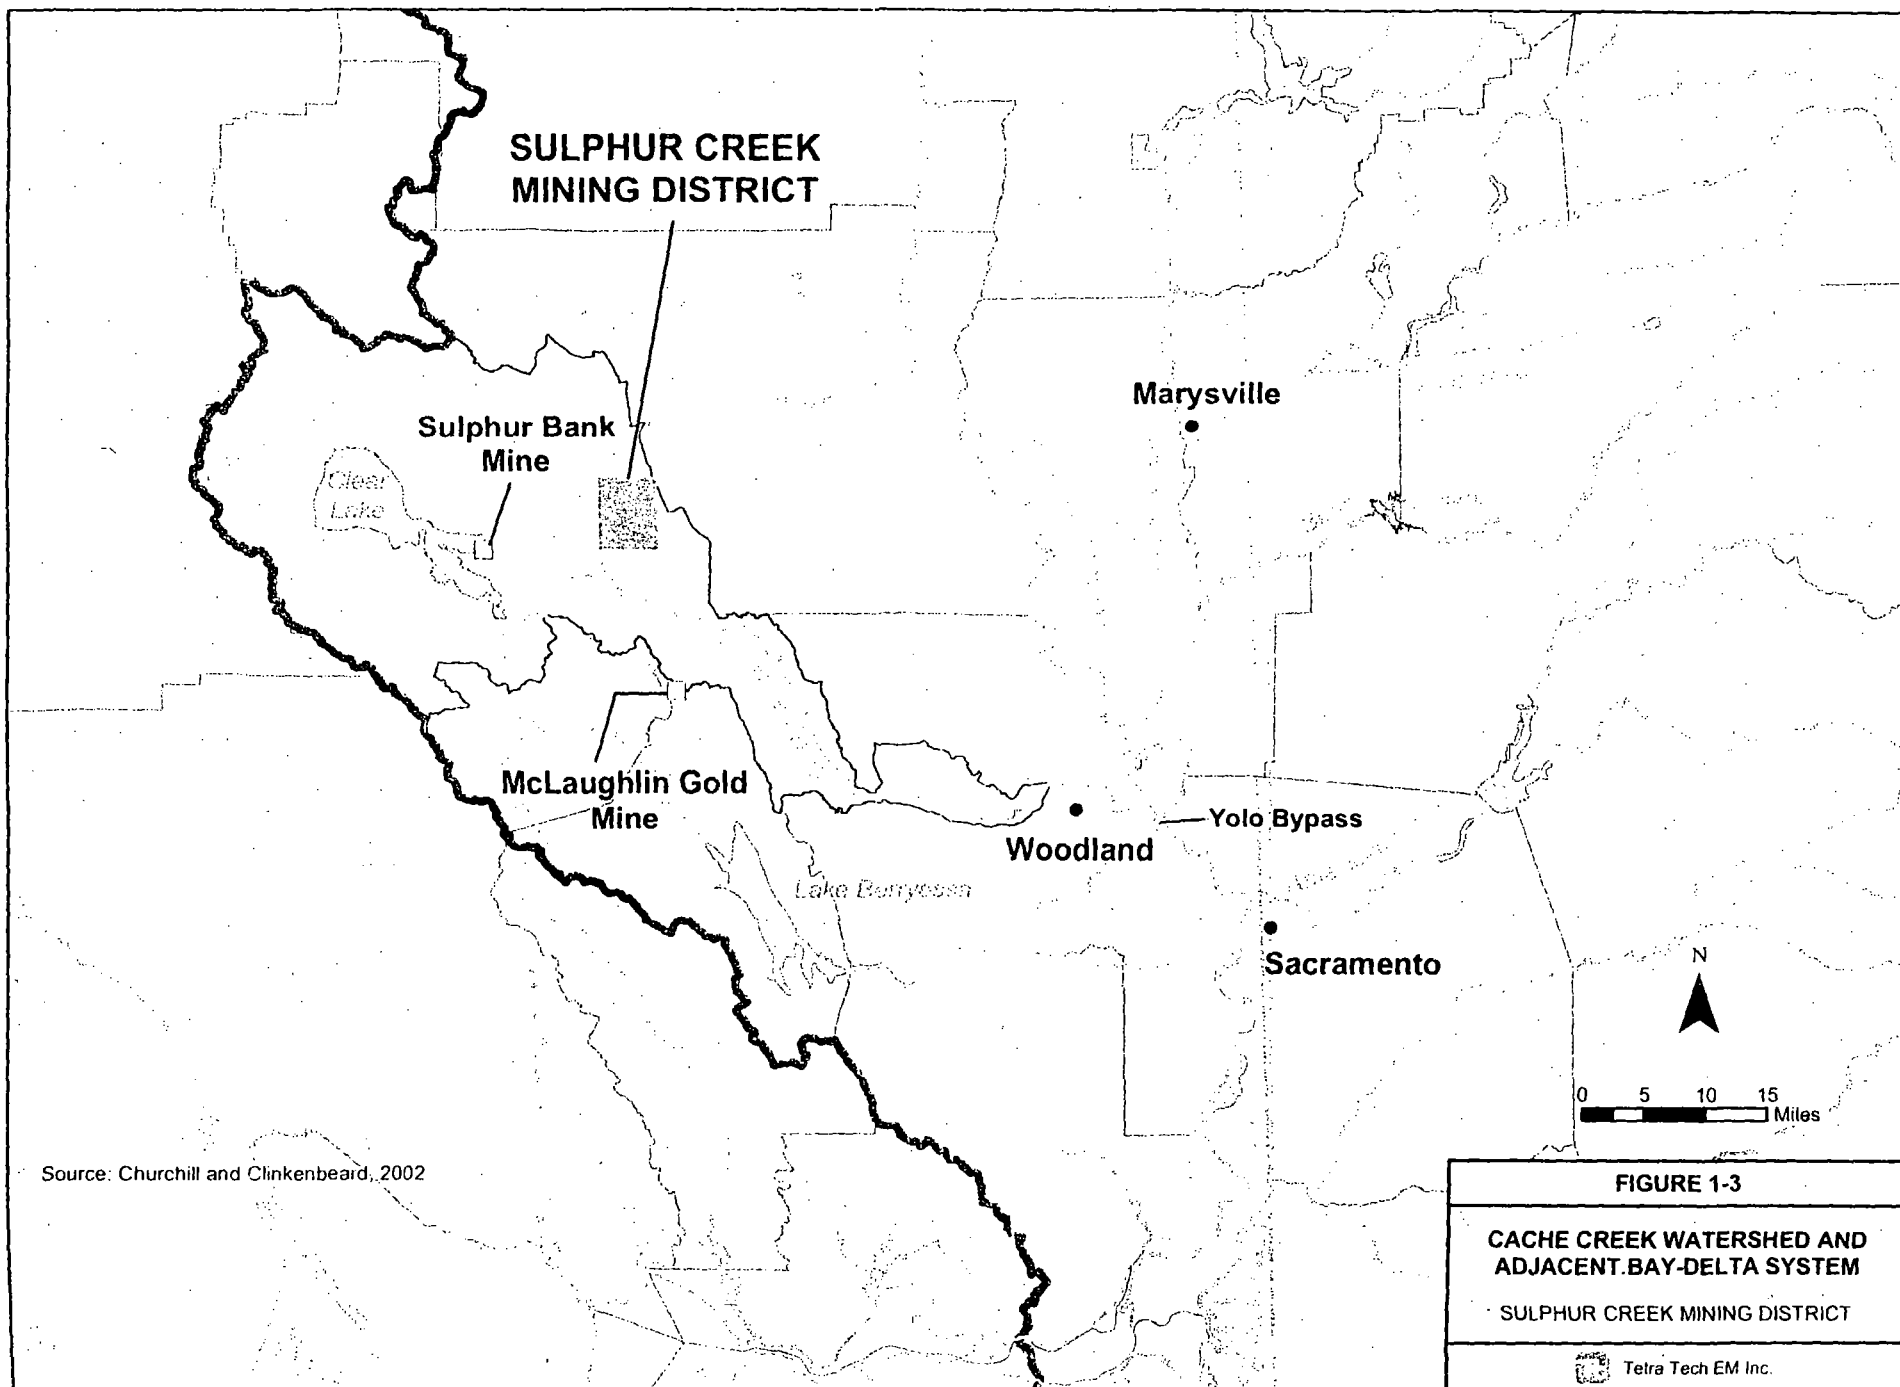 SULPHUR CREEK
MINING DISTRICT
Marysville
Sulphur Bank
Mine
Clear
Lake
McLaughlin Gold
Mine
Woodland
Yolo Bypass
Lake Berryessa
Sacramento
N
0 5 10 15
Miles
Source: Churchill and Clinkenbeard, 2002
FIGURE 1-3
CACHE CREEK WATERSHED AND
ADJACENT BAY-DELTA SYSTEM
SULPHUR CREEK MINING DISTRICT
Tetra Tech EM Inc.